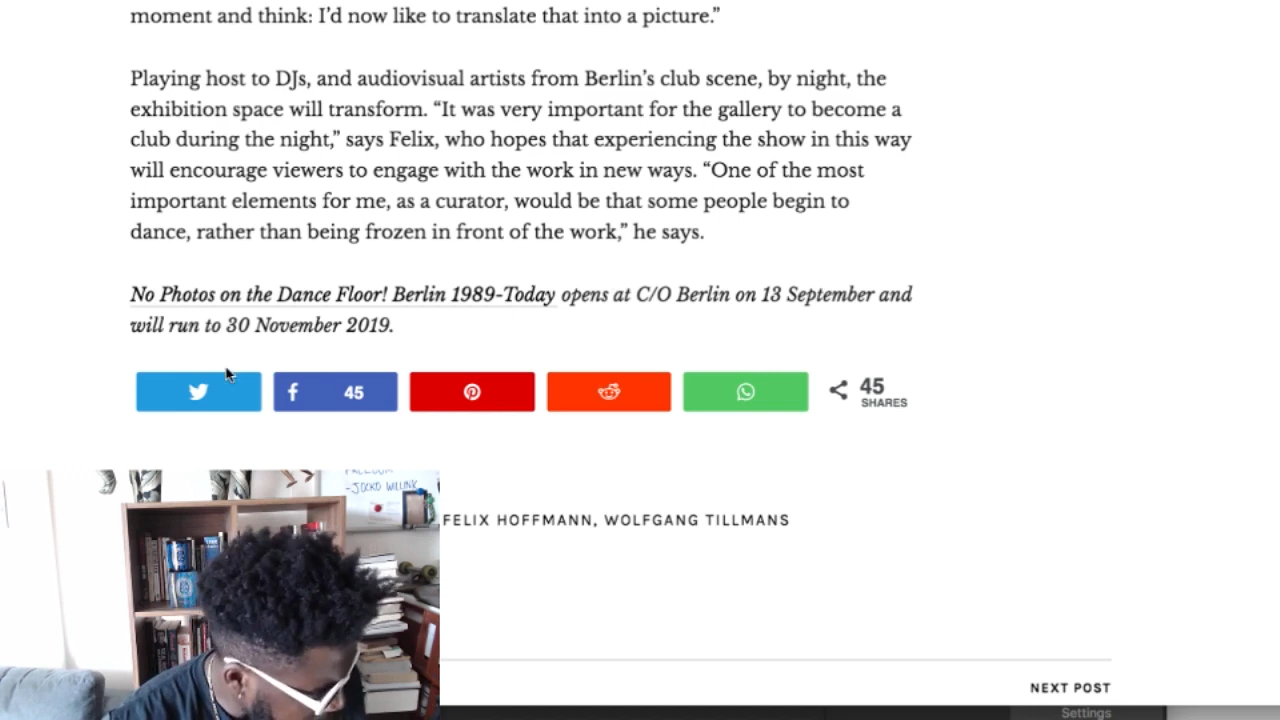 moment and think: I’d now like to translate that into a picture.”
Playing host to DJs, and audiovisual artists from Berlin’s club scene, by night, the
exhibition space will transform. “It was very important for the gallery to become a
club during the night,” says Felix, who hopes that experiencing the show in this way
will encourage viewers to engage with the work in new ways. “One of the most
important elements for me, as a curator, would be that some people begin to
dance, rather than being frozen in front of the work,” he says.
No Photos on the Dance Floor! Berlin 1989-Today opens at C/O Berlin on 13 September and
will run to 30 November 2019.
45
45
SHARES
-JOCKO WILLINK
FELIX HOFFMANN, WOLFGANG TILLMANS
NEXT POST
Settings